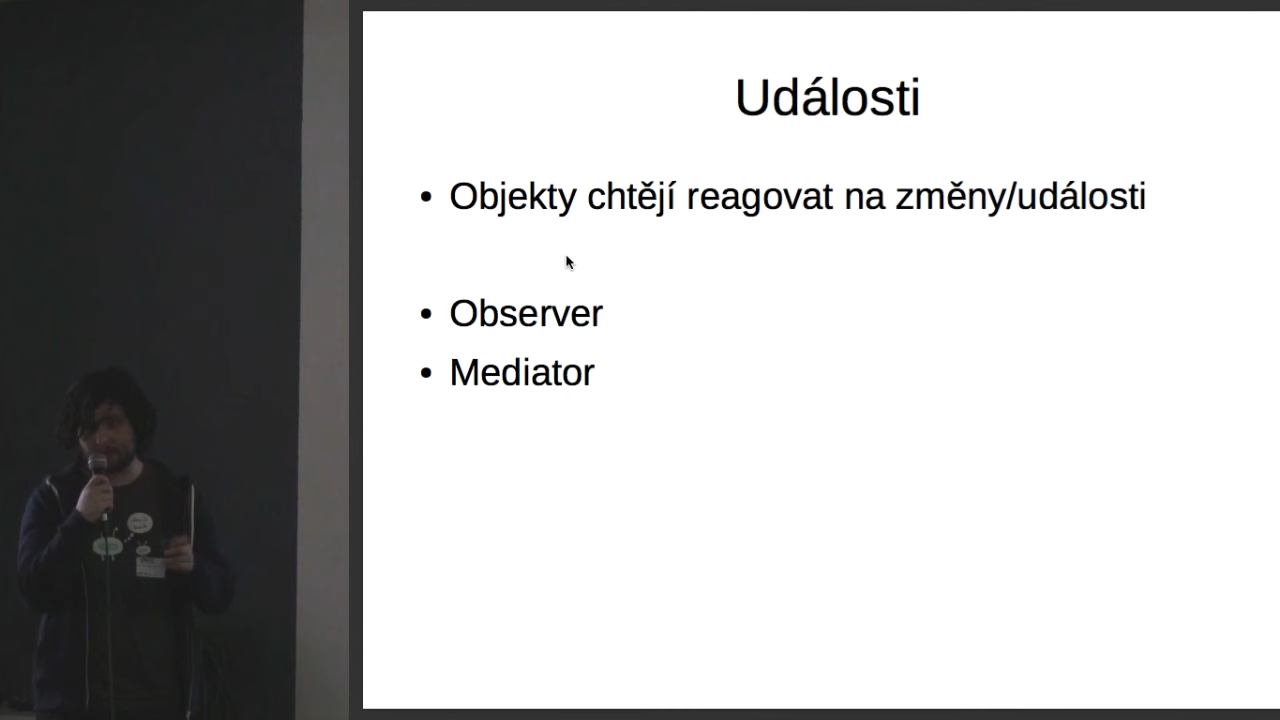 Události
• Objekty chtějí reagovat na změny/události
• Observer
• Mediator